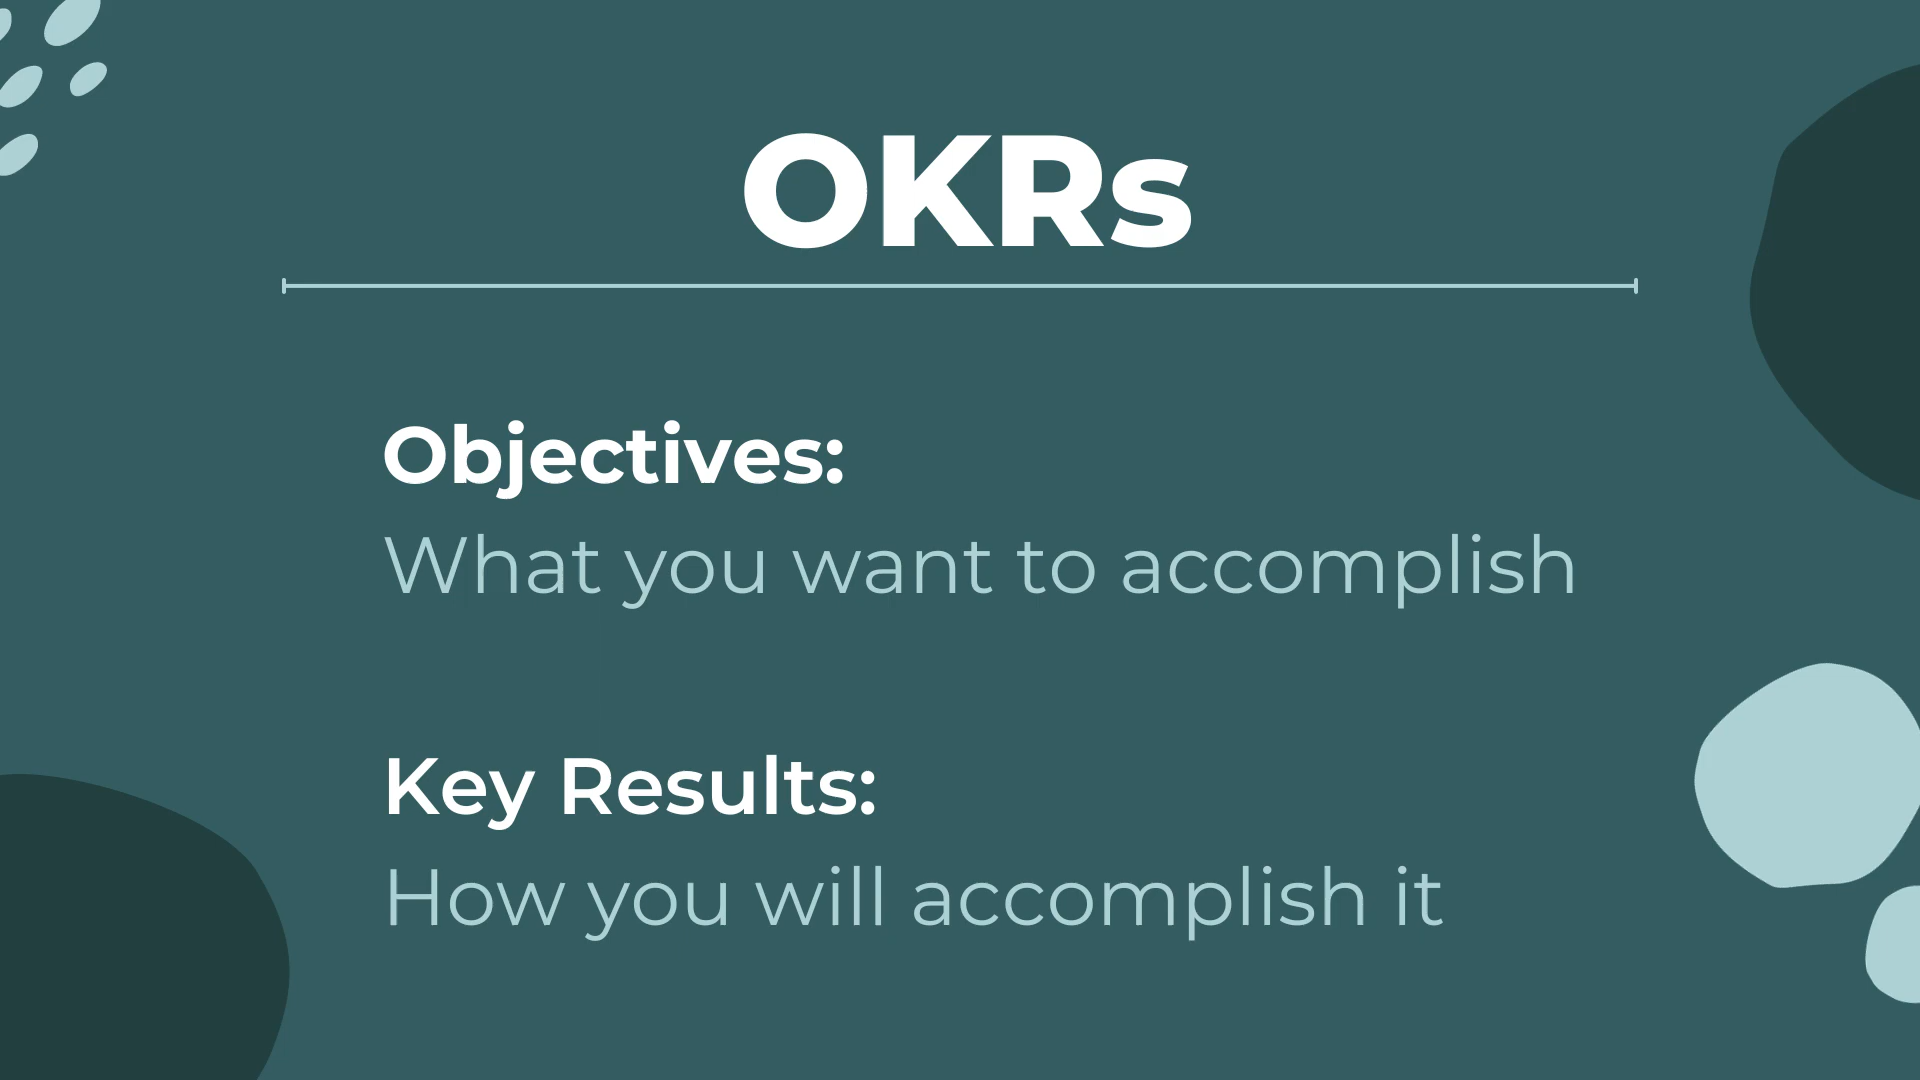 OKRs
Objectives:
What you want to accomplish
Key Results:
How you will accomplish it